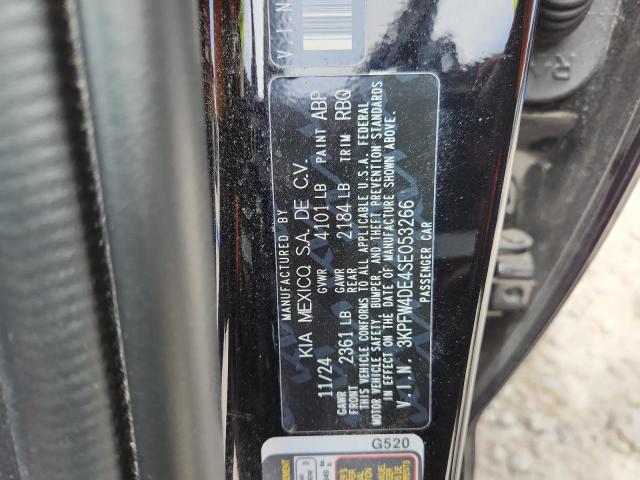 V.I.N
MANUFACTURED BY
KIA MEXICO, S.A. DE C.V.
11/24 GVWR 4101 LB PAINT ABP
GAWR FRONT 2361 LB GAWR REAR 2184 LB TRIM RBQ
THIS VEHICLE CONFORMS TO ALL APPLICABLE U.S.A. FEDERAL
MOTOR VEHICLE SAFETY, BUMPER, AND THEFT PREVENTION STANDARDS
IN EFFECT ON THE DATE OF MANUFACTURE SHOWN ABOVE.
V.I.N. 3KPFW4DE4SE053266
PASSENGER CAR
G520